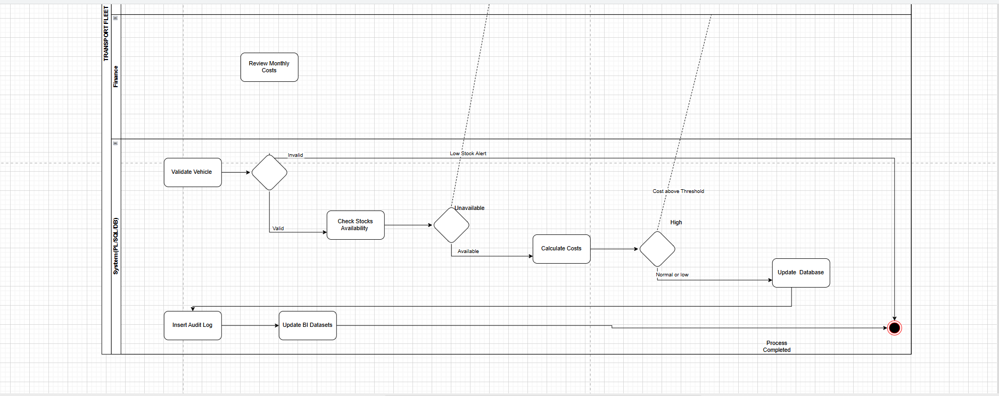 TRANSPORT FLEET
Finance
Review Monthly
Costs
System(PL/SQL/DB)
Invalid
Low Stock Alert
Validate Vehicle
Cost above Threshold
Unavailable
Check Stocks
Availability
High
Valid
Available
Calculate Costs
Normal or low
Update  Database
Insert Audit Log
Update BI Datasets
Process
Completed